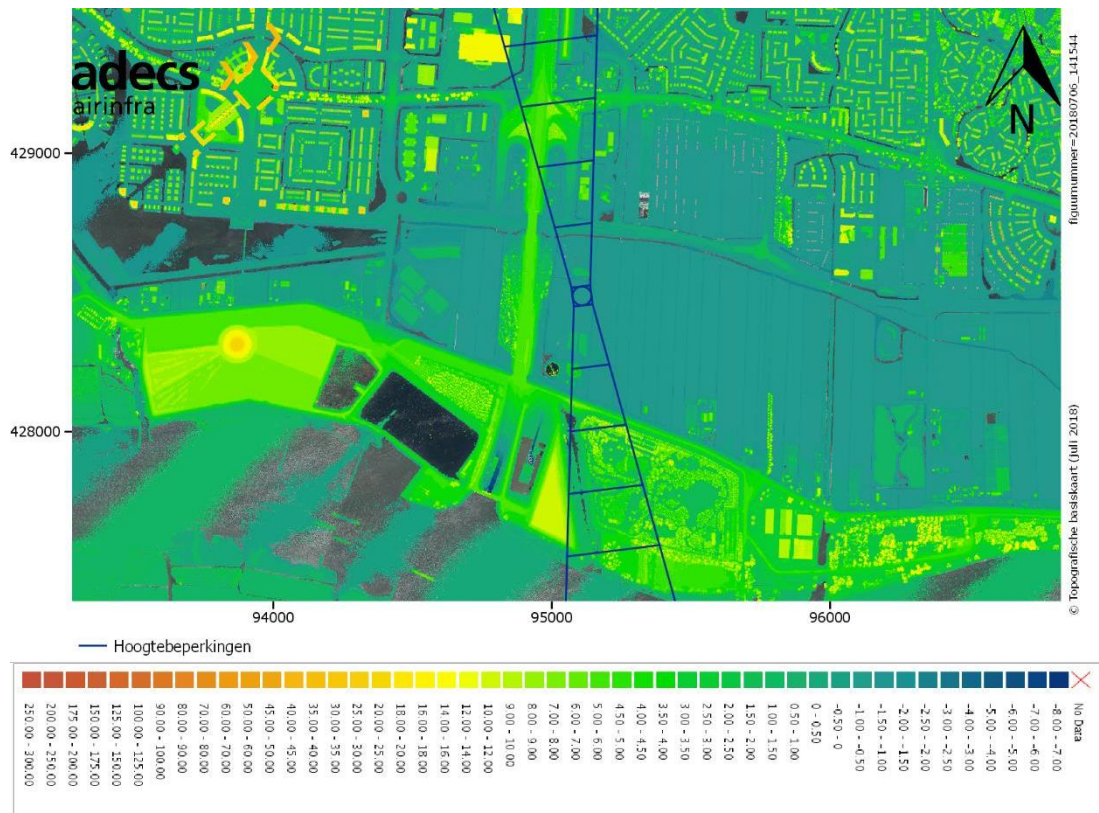 adecs
airinfra
N
figuurnummer=20180706_141544
© Topografische basiskaart (Juli 2018)
429000
428000
94000
95000
96000
Hoogtebeperkingen
250.00 - 300.00
200.00 - 250.00
175.00 - 200.00
150.00 - 175.00
125.00 - 150.00
100.00 - 125.00
90.00 - 100.00
80.00 - 90.00
70.00 - 80.00
60.00 - 70.00
50.00 - 60.00
45.00 - 50.00
40.00 - 45.00
35.00 - 40.00
30.00 - 35.00
25.00 - 30.00
20.00 - 25.00
18.00 - 20.00
16.00 - 18.00
14.00 - 16.00
12.00 - 14.00
10.00 - 12.00
9.00 - 10.00
8.00 - 9.00
7.00 - 8.00
6.00 - 7.00
5.00 - 6.00
4.50 - 5.00
4.00 - 4.50
3.50 - 4.00
3.00 - 3.50
2.50 - 3.00
2.00 - 2.50
1.50 - 2.00
1.00 - 1.50
0.50 - 1.00
0 - 0.50
-0.50 - 0
-1.00 - -0.50
-1.50 - -1.00
-2.00 - -1.50
-2.50 - -2.00
-3.00 - -2.50
-4.00 - -3.00
-5.00 - -4.00
-6.00 - -5.00
-7.00 - -6.00
-8.00 - -7.00
No Data